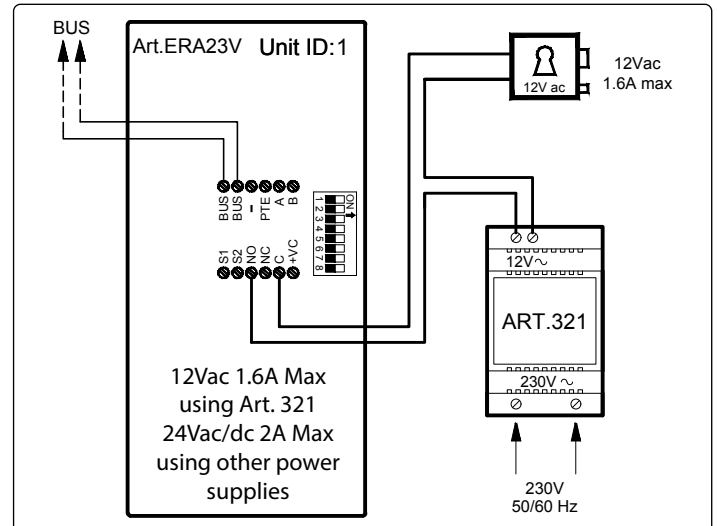 BUS
Art.ERA23V Unit ID:1
12V ac
12Vac
1.6A max
BUS
BUS
-
PTE
A
B
ON
1
2
3
4
5
6
7
8
S1
S2
NO
NC
C
+VC
12V~
ART.321
230V ~
12Vac 1.6A Max
using Art. 321
24Vac/dc 2A Max
using other power
supplies
230V
50/60 Hz